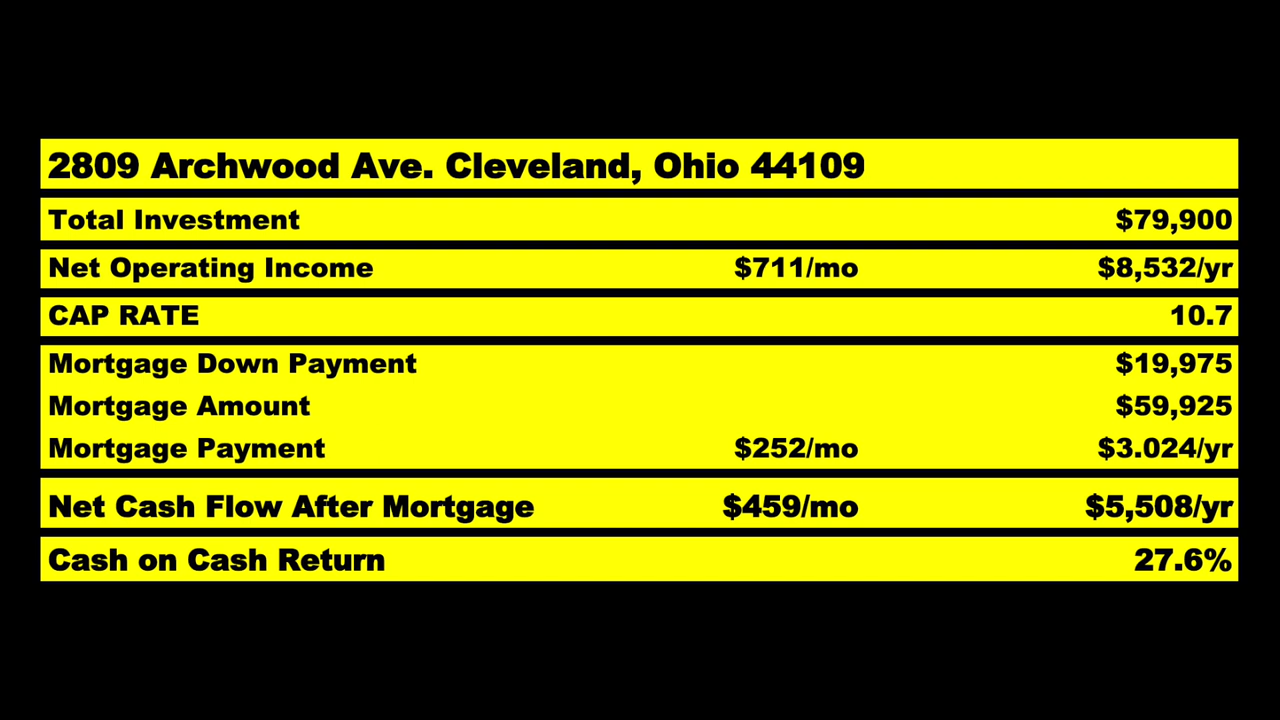 2809 Archwood Ave. Cleveland, Ohio 44109
Total Investment $79,900
Net Operating Income $711/mo $8,532/yr
CAP RATE 10.7
Mortgage Down Payment $19,975
Mortgage Amount $59,925
Mortgage Payment $252/mo $3.024/yr
Net Cash Flow After Mortgage $459/mo $5,508/yr
Cash on Cash Return 27.6%